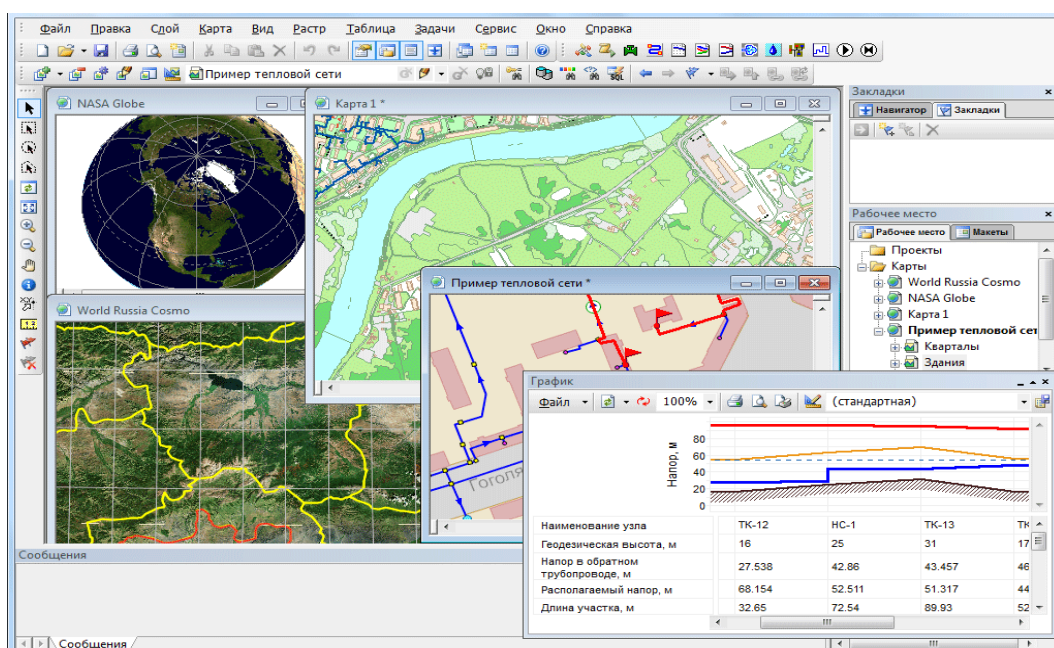 Файл Правка Слой Карта Вид Растр Таблица Задачи Сервис Окно Справка
Пример тепловой сети
NASA Globe
Карта 1 *
World Russia Cosmo
Пример тепловой сети *
Гоголя
Закладки
Навигатор Закладки
Рабочее место
Рабочее место Макеты
Проекты
Карты
World Russia Cosmo
NASA Globe
Карта 1
Пример тепловой сет
Кварталы
Здания
График
Файл 100% (стандартная)
Напор, м
80
60
40
20
0
Наименование узла ТК-12 НС-1 ТК-13 ТК
Геодезическая высота, м 16 25 31 17
Напор в обратном
трубопроводе, м 27.538 42.86 43.457 46
Располагаемый напор, м 68.154 52.511 51.317 44
Длина участка, м 32.65 72.54 89.93 52
Сообщения
Сообщения